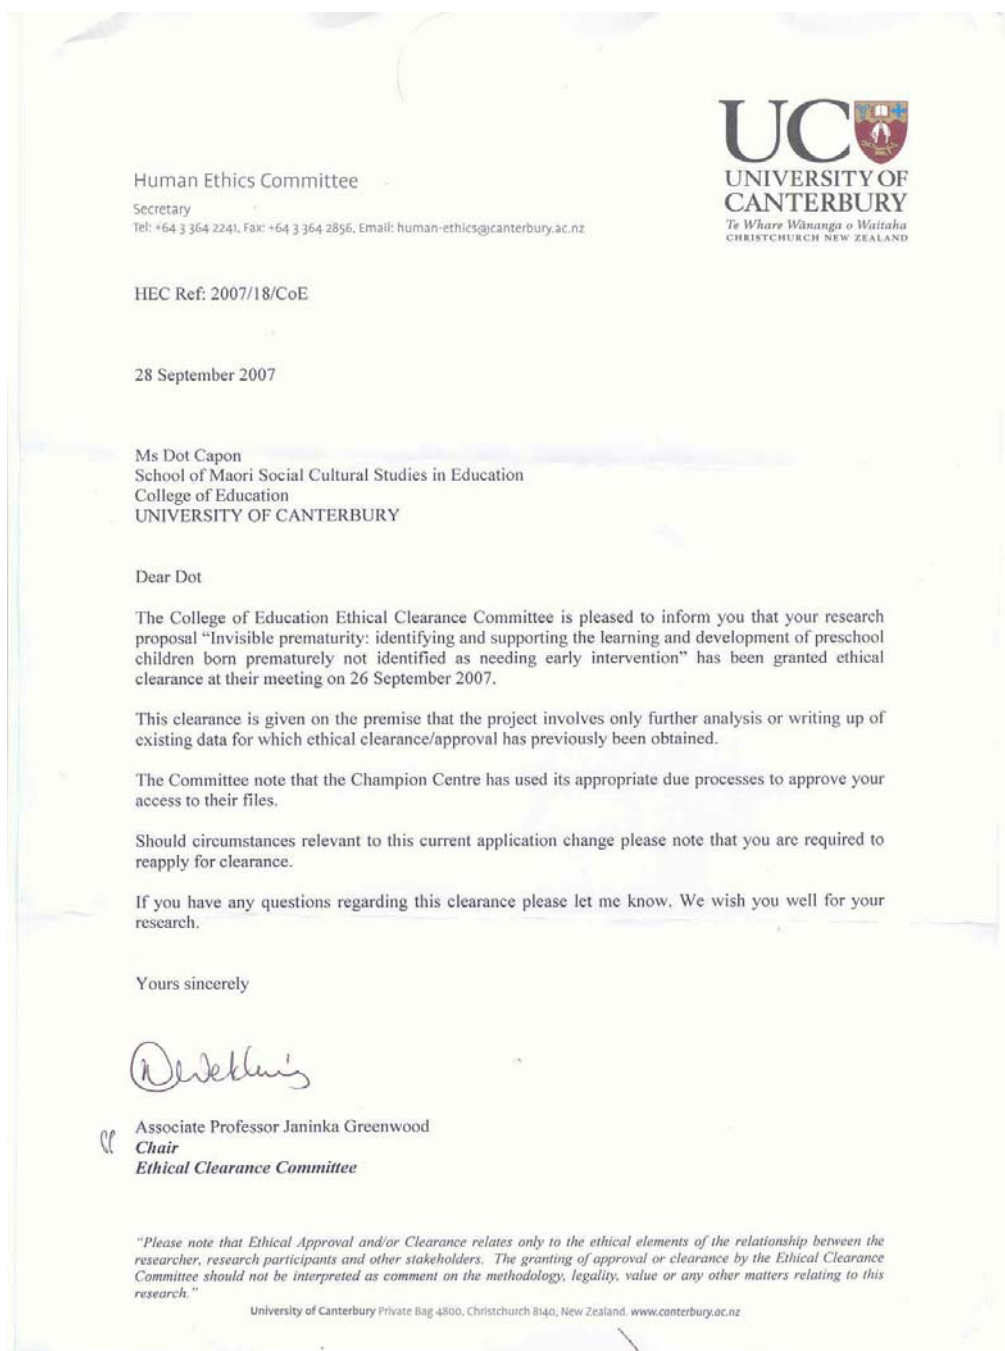 UC
UNIVERSITY OF
CANTERBURY
Te Whare Wānanga o Waitaha
CHRISTCHURCH NEW ZEALAND
Human Ethics Committee
Secretary
Tel: +64 3 364 2241, Fax: +64 3 364 2856, Email: human-ethics@canterbury.ac.nz
HEC Ref: 2007/18/CoE
28 September 2007
Ms Dot Capon
School of Maori Social Cultural Studies in Education
College of Education
UNIVERSITY OF CANTERBURY
Dear Dot
The College of Education Ethical Clearance Committee is pleased to inform you that your research
proposal “Invisible prematurity: identifying and supporting the learning and development of preschool
children born prematurely not identified as needing early intervention” has been granted ethical
clearance at their meeting on 26 September 2007.
This clearance is given on the premise that the project involves only further analysis or writing up of
existing data for which ethical clearance/approval has previously been obtained.
The Committee note that the Champion Centre has used its appropriate due processes to approve your
access to their files.
Should circumstances relevant to this current application change please note that you are required to
reapply for clearance.
If you have any questions regarding this clearance please let me know. We wish you well for your
research.
Yours sincerely
Associate Professor Janinka Greenwood
Chair
Ethical Clearance Committee
"Please note that Ethical Approval and/or Clearance relates only to the ethical elements of the relationship between the
researcher, research participants and other stakeholders. The granting of approval or clearance by the Ethical Clearance
Committee should not be interpreted as comment on the methodology, legality, value or any other matters relating to this
research."
University of Canterbury Private Bag 4800, Christchurch 8140, New Zealand. www.canterbury.ac.nz